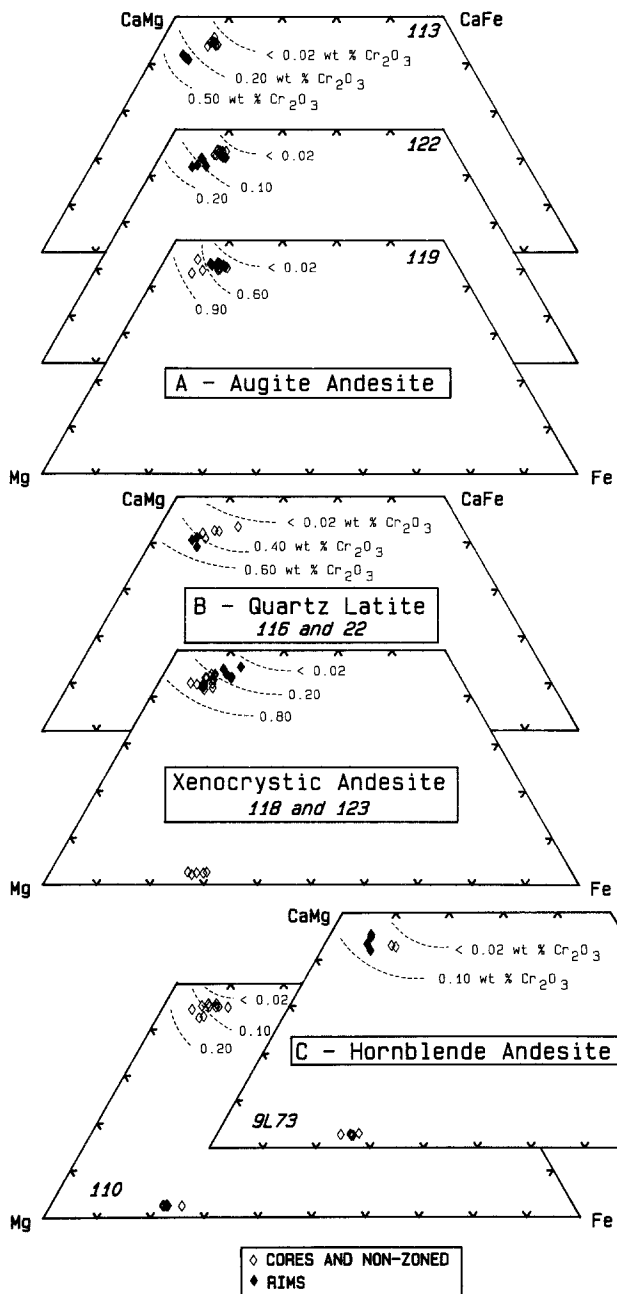 CaMg CaFe
113
< 0.02 wt % Cr₂O₃
0.20 wt % Cr₂O₃
0.50 wt % Cr₂O₃
122
< 0.02
0.10
0.20
119
< 0.02
0.60
0.90
A - Augite Andesite
Mg Fe
CaMg CaFe
< 0.02 wt % Cr₂O₃
0.40 wt % Cr₂O₃
0.60 wt % Cr₂O₃
B - Quartz Latite
116 and 22
< 0.02
0.20
0.80
Xenocrystic Andesite
118 and 123
Mg Fe
CaMg
< 0.02 wt % Cr₂O₃
0.10 wt % Cr₂O₃
< 0.02
0.10
0.20
C - Hornblende Andesite
9L73
110
Mg Fe
◇ CORES AND NON-ZONED
◆ RIMS